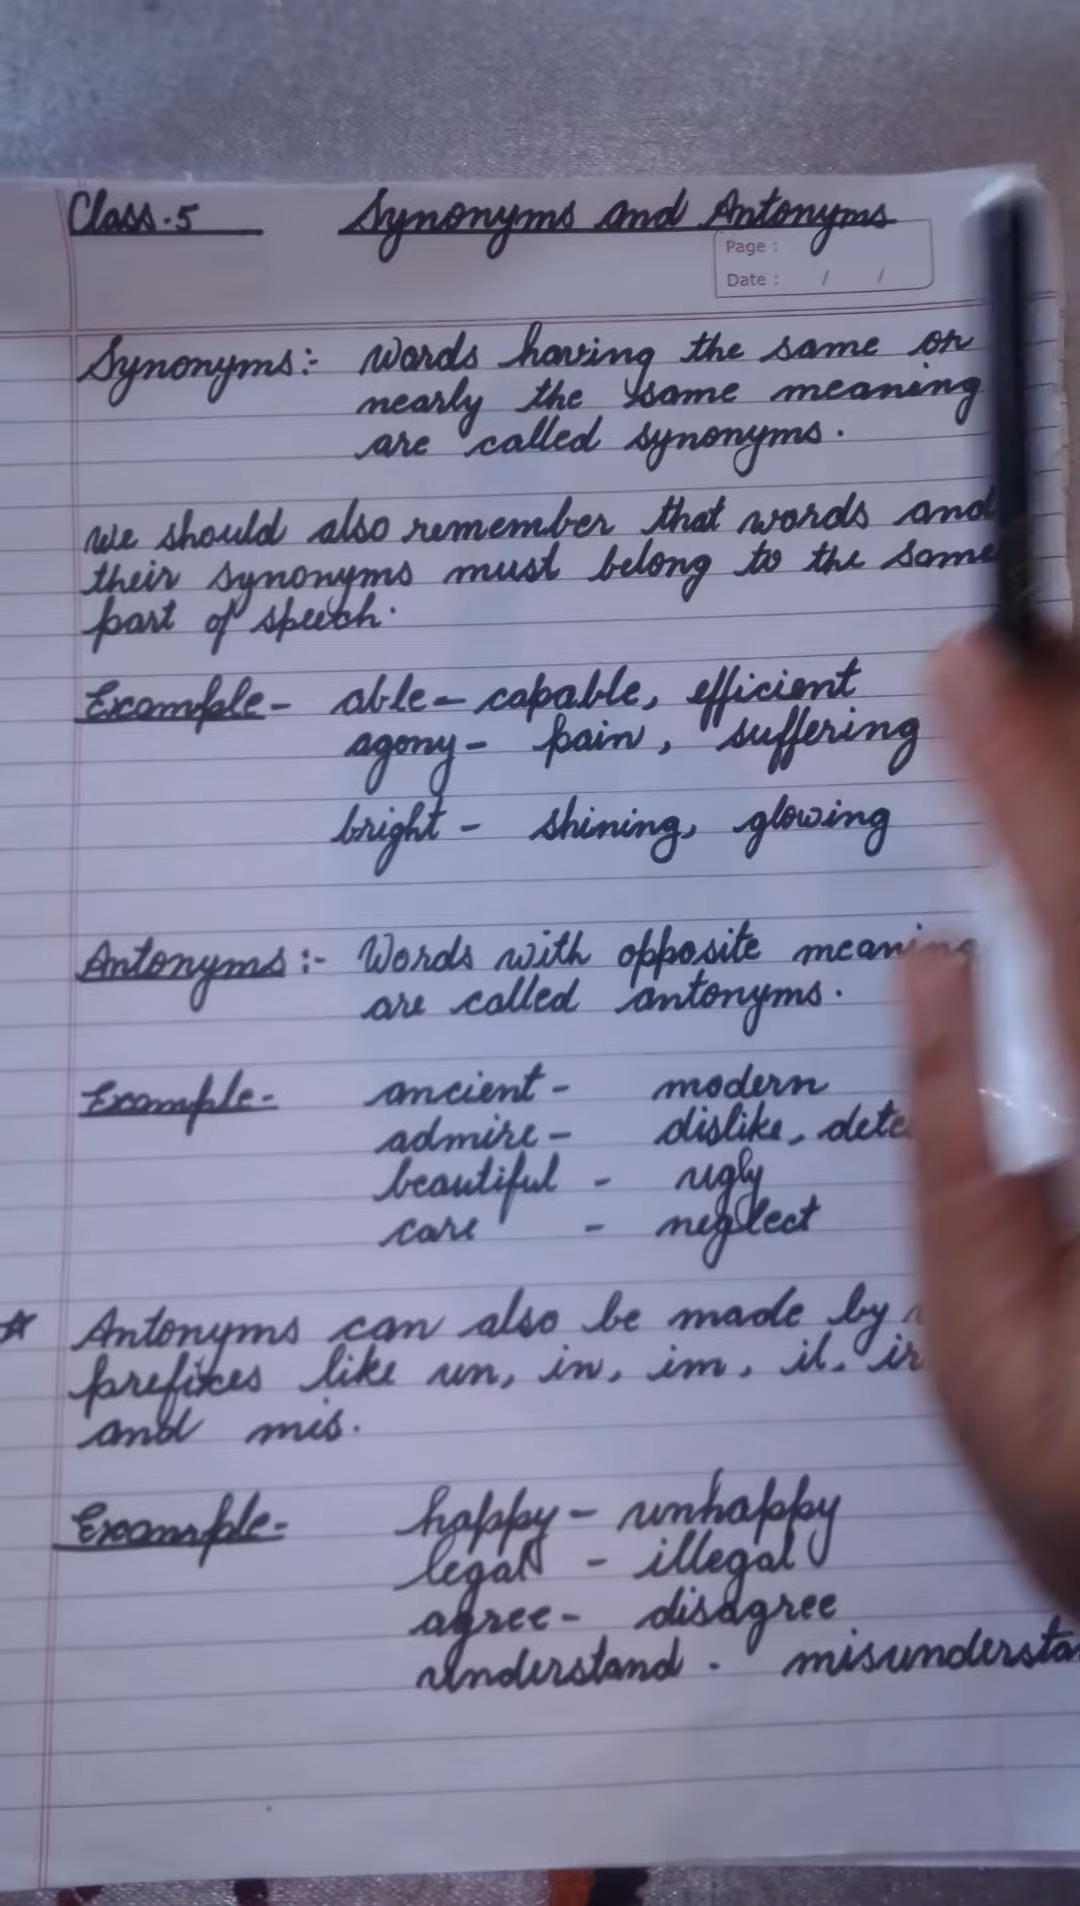 Class-5 Synonyms and Antonyms
Page :
Date : / /
Synonyms:- Words having the same or
nearly the same meaning
are called synonyms.
we should also remember that words and
their synonyms must belong to the same
part of speech.
Example - able - capable, efficient
agony - pain, suffering
bright - shining, glowing
Antonyms :- Words with opposite meaning
are called antonyms.
Example - ancient - modern
admire - dislike,
beautiful - ugly
care - neglect
☆ Antonyms can also be made by
prefixes like un, in, im, il, ir
and mis.
Example - happy - unhappy
legal - illegal
agree - disagree
understand - misunderstan